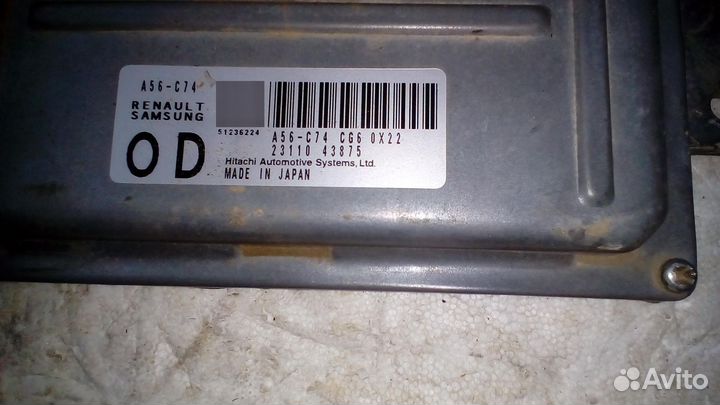 A56-C74
RENAULT
SAMSUNG
OD
51236224
A56-C74 CG6 0X22
23110 43875
Hitachi Automotive Systems, Ltd.
MADE IN JAPAN
Avito